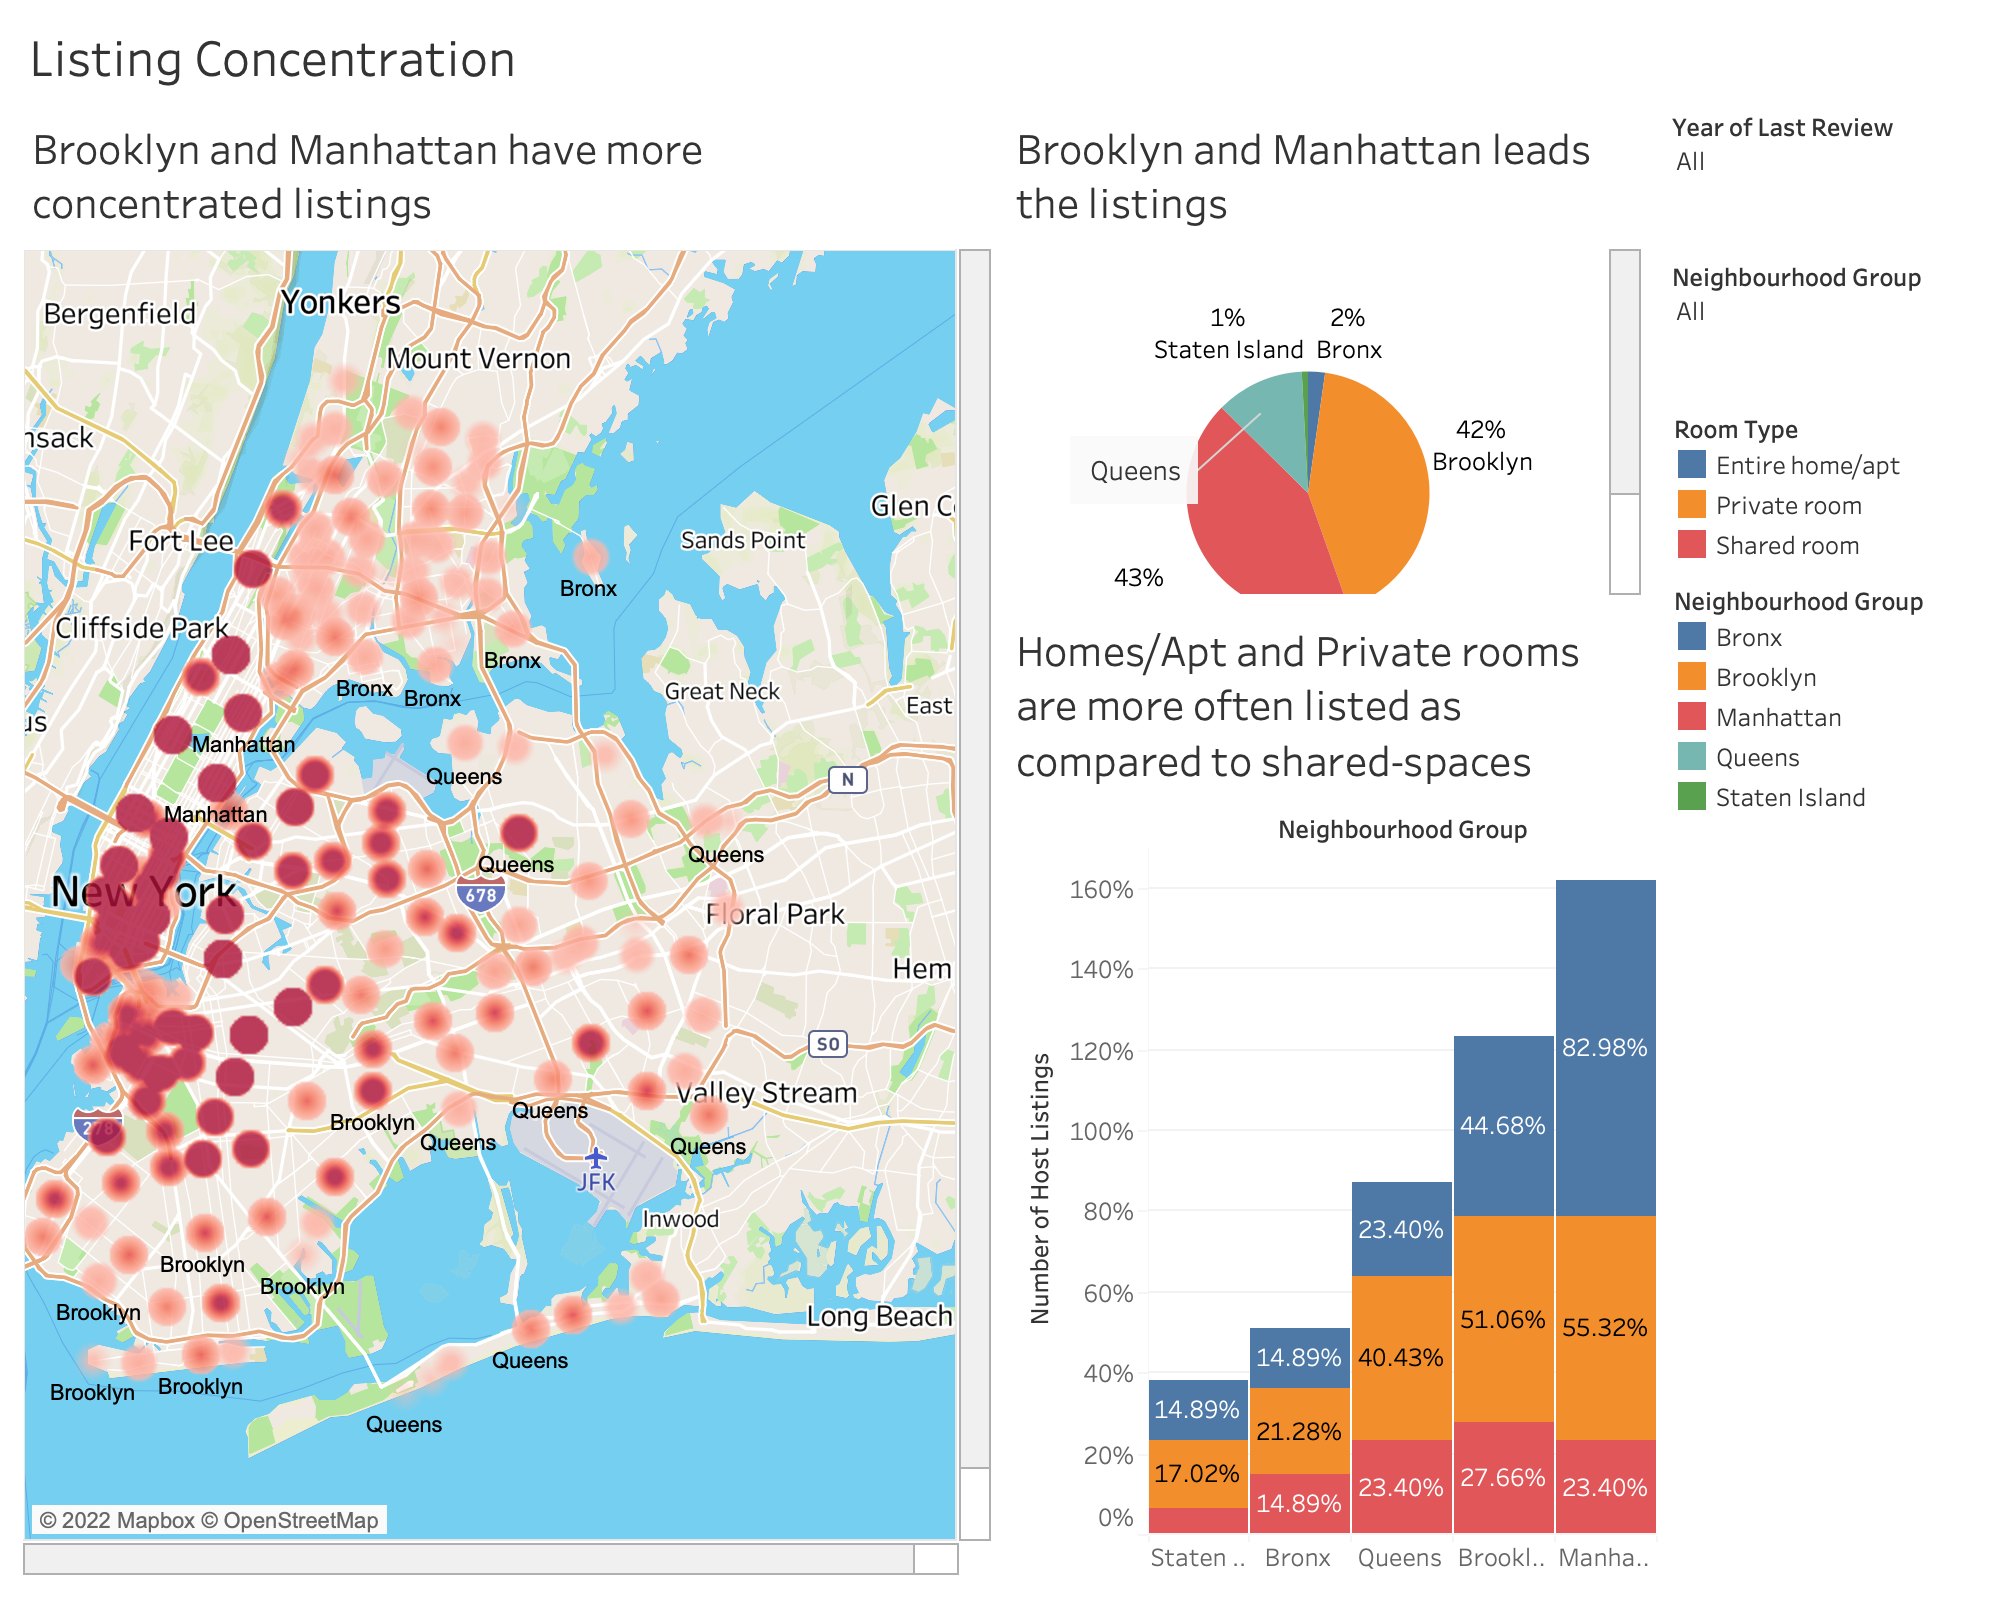 Listing Concentration
Brooklyn and Manhattan have more
concentrated listings
Bergenfield
Yonkers
Mount Vernon
nsack
Glen C
Fort Lee
Sands Point
Bronx
Cliffside Park
Bronx
Bronx
Bronx
Great Neck
East
us
Manhattan
Queens
N
Manhattan
Queens
Queens
New York
678
Floral Park
Hem
SO
Valley Stream
Queens
278
Brooklyn
Queens
Queens
JFK
Inwood
Brooklyn
Brooklyn
Brooklyn
Long Beach
Queens
Brooklyn
Brooklyn
Queens
© 2022 Mapbox © OpenStreetMap
Brooklyn and Manhattan leads
the listings
1%
Staten Island
2%
Bronx
42%
Brooklyn
Queens
43%
Homes/Apt and Private rooms
are more often listed as
compared to shared-spaces
Neighbourhood Group
Number of Host Listings
160%
140%
120%
100%
80%
60%
40%
20%
0%
14.89%
17.02%
14.89%
21.28%
14.89%
23.40%
40.43%
23.40%
44.68%
51.06%
27.66%
82.98%
55.32%
23.40%
Staten ..
Bronx
Queens
Brookl..
Manha..
Year of Last Review
All
Neighbourhood Group
All
Room Type
Entire home/apt
Private room
Shared room
Neighbourhood Group
Bronx
Brooklyn
Manhattan
Queens
Staten Island